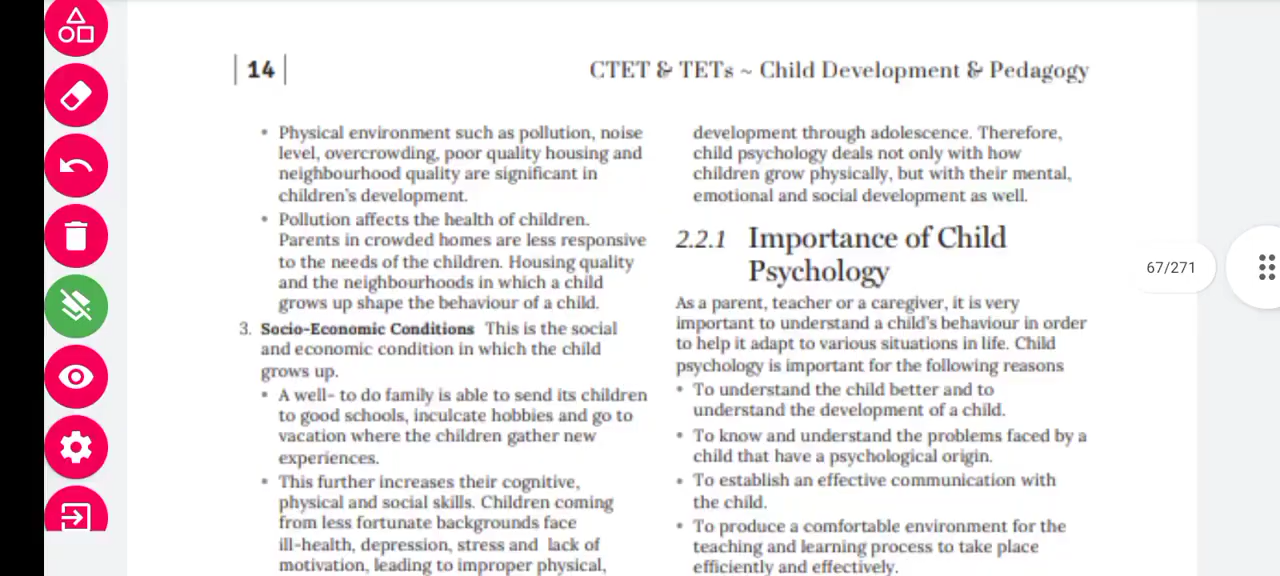 14
CTET & TETs ~ Child Development & Pedagogy
• Physical environment such as pollution, noise
level, overcrowding, poor quality housing and
neighbourhood quality are significant in
children's development.
• Pollution affects the health of children.
Parents in crowded homes are less responsive
to the needs of the children. Housing quality
and the neighbourhoods in which a child
grows up shape the behaviour of a child.
3. Socio-Economic Conditions This is the social
and economic condition in which the child
grows up.
• A well- to do family is able to send its children
to good schools, inculcate hobbies and go to
vacation where the children gather new
experiences.
• This further increases their cognitive,
physical and social skills. Children coming
from less fortunate backgrounds face
ill-health, depression, stress and lack of
motivation, leading to improper physical,
development through adolescence. Therefore,
child psychology deals not only with how
children grow physically, but with their mental,
emotional and social development as well.
2.2.1 Importance of Child
Psychology
As a parent, teacher or a caregiver, it is very
important to understand a child's behaviour in order
to help it adapt to various situations in life. Child
psychology is important for the following reasons
• To understand the child better and to
understand the development of a child.
• To know and understand the problems faced by a
child that have a psychological origin.
• To establish an effective communication with
the child.
• To produce a comfortable environment for the
teaching and learning process to take place
efficiently and effectively.
67/271